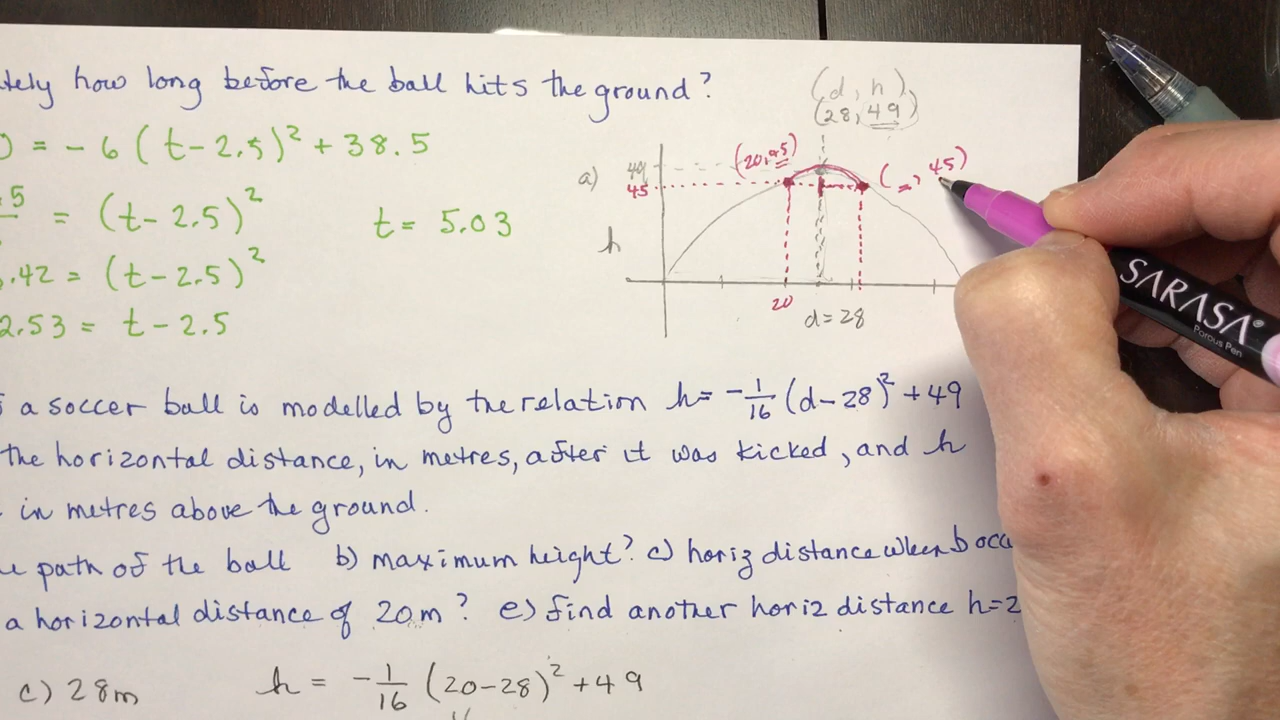 how long before the ball hits the ground?
0 = - 6 (t-2.5)² + 38.5
.5 = (t-2.5)²
.42 = (t-2.5)²
2.53 = t-2.5
t = 5.03
(d, h)
(28, 49)
(20,45)
( , 45)
a) 49
45
h
20
d=28
SARASA®
Porous Pen
a soccer ball is modelled by the relation h= -1/16 (d-28)² +49
the horizontal distance, in metres, after it was kicked, and h
in metres above the ground.
path of the ball b) maximum height? c) horiz distance when b
a horizontal distance of 20m? e) find another horiz distance h=2
c) 28m h = -1/16 (20-28)² +49